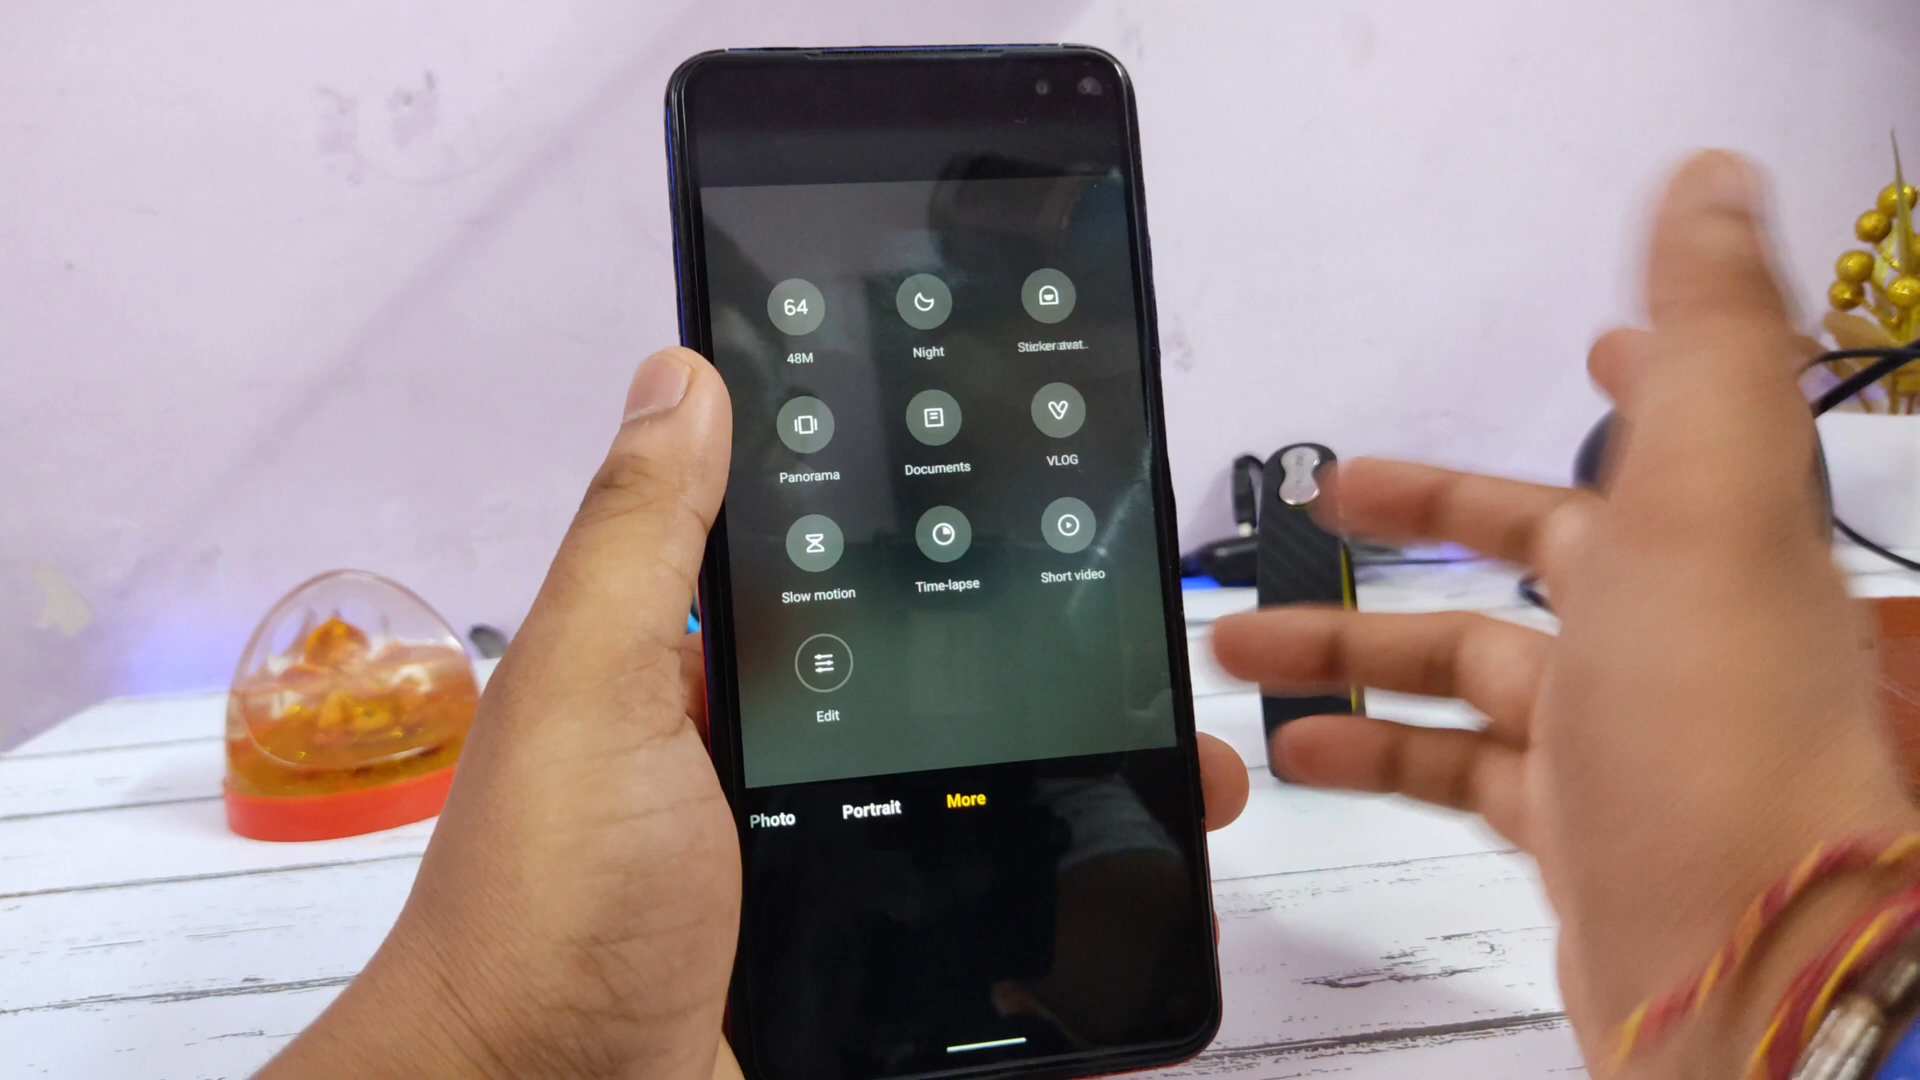 64
48M
Night
Panorama
Documents
VLOG
Slow motion
Time-lapse
Short video
Edit
Photo
Portrait
More